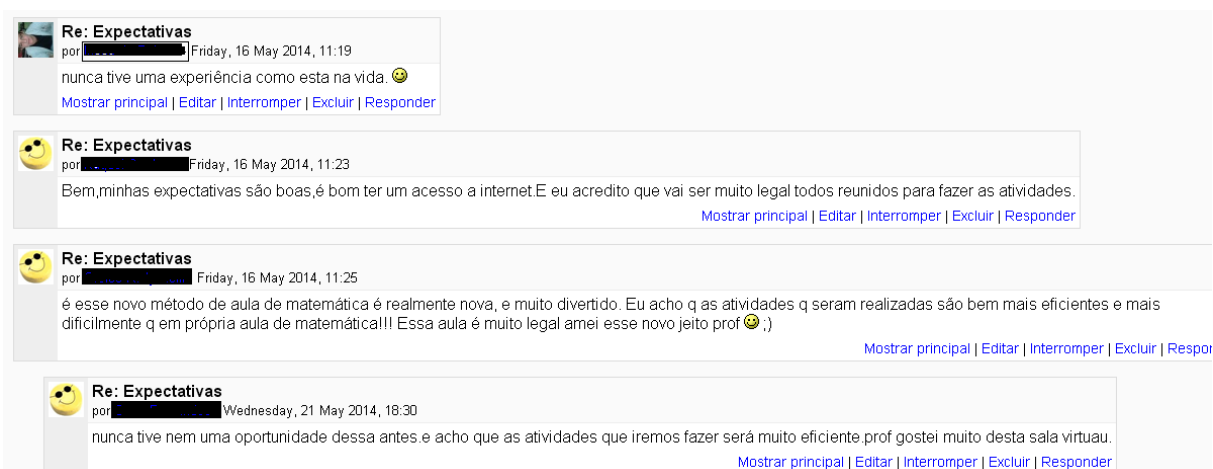 Re: Expectativas
por Friday, 16 May 2014, 11:19
nunca tive uma experiência como esta na vida.
Mostrar principal | Editar | Interromper | Excluir | Responder
Re: Expectativas
por Friday, 16 May 2014, 11:23
Bem,minhas expectativas são boas,é bom ter um acesso a internet.E eu acredito que vai ser muito legal todos reunidos para fazer as atividades.
Mostrar principal | Editar | Interromper | Excluir | Responder
Re: Expectativas
por Friday, 16 May 2014, 11:25
é esse novo método de aula de matemática é realmente nova, e muito divertido. Eu acho q as atividades q seram realizadas são bem mais eficientes e mais
dificilmente q em própria aula de matemática!!! Essa aula é muito legal amei esse novo jeito prof ;)
Mostrar principal | Editar | Interromper | Excluir | Respon
Re: Expectativas
por Wednesday, 21 May 2014, 18:30
nunca tive nem uma oportunidade dessa antes.e acho que as atividades que iremos fazer será muito eficiente.prof gostei muito desta sala virtuau.
Mostrar principal | Editar | Interromper | Excluir | Responder